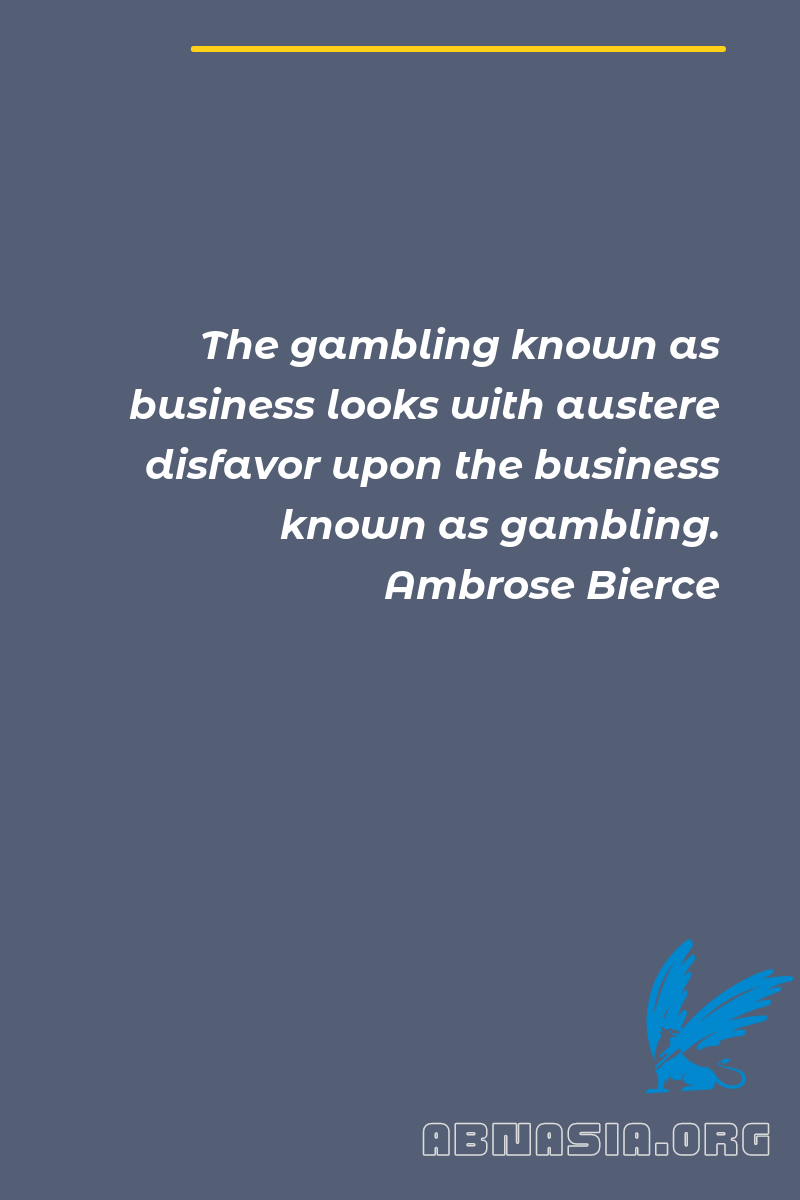 The gambling known as
business looks with austere
disfavor upon the business
known as gambling.
Ambrose Bierce
ABNASIA.ORG